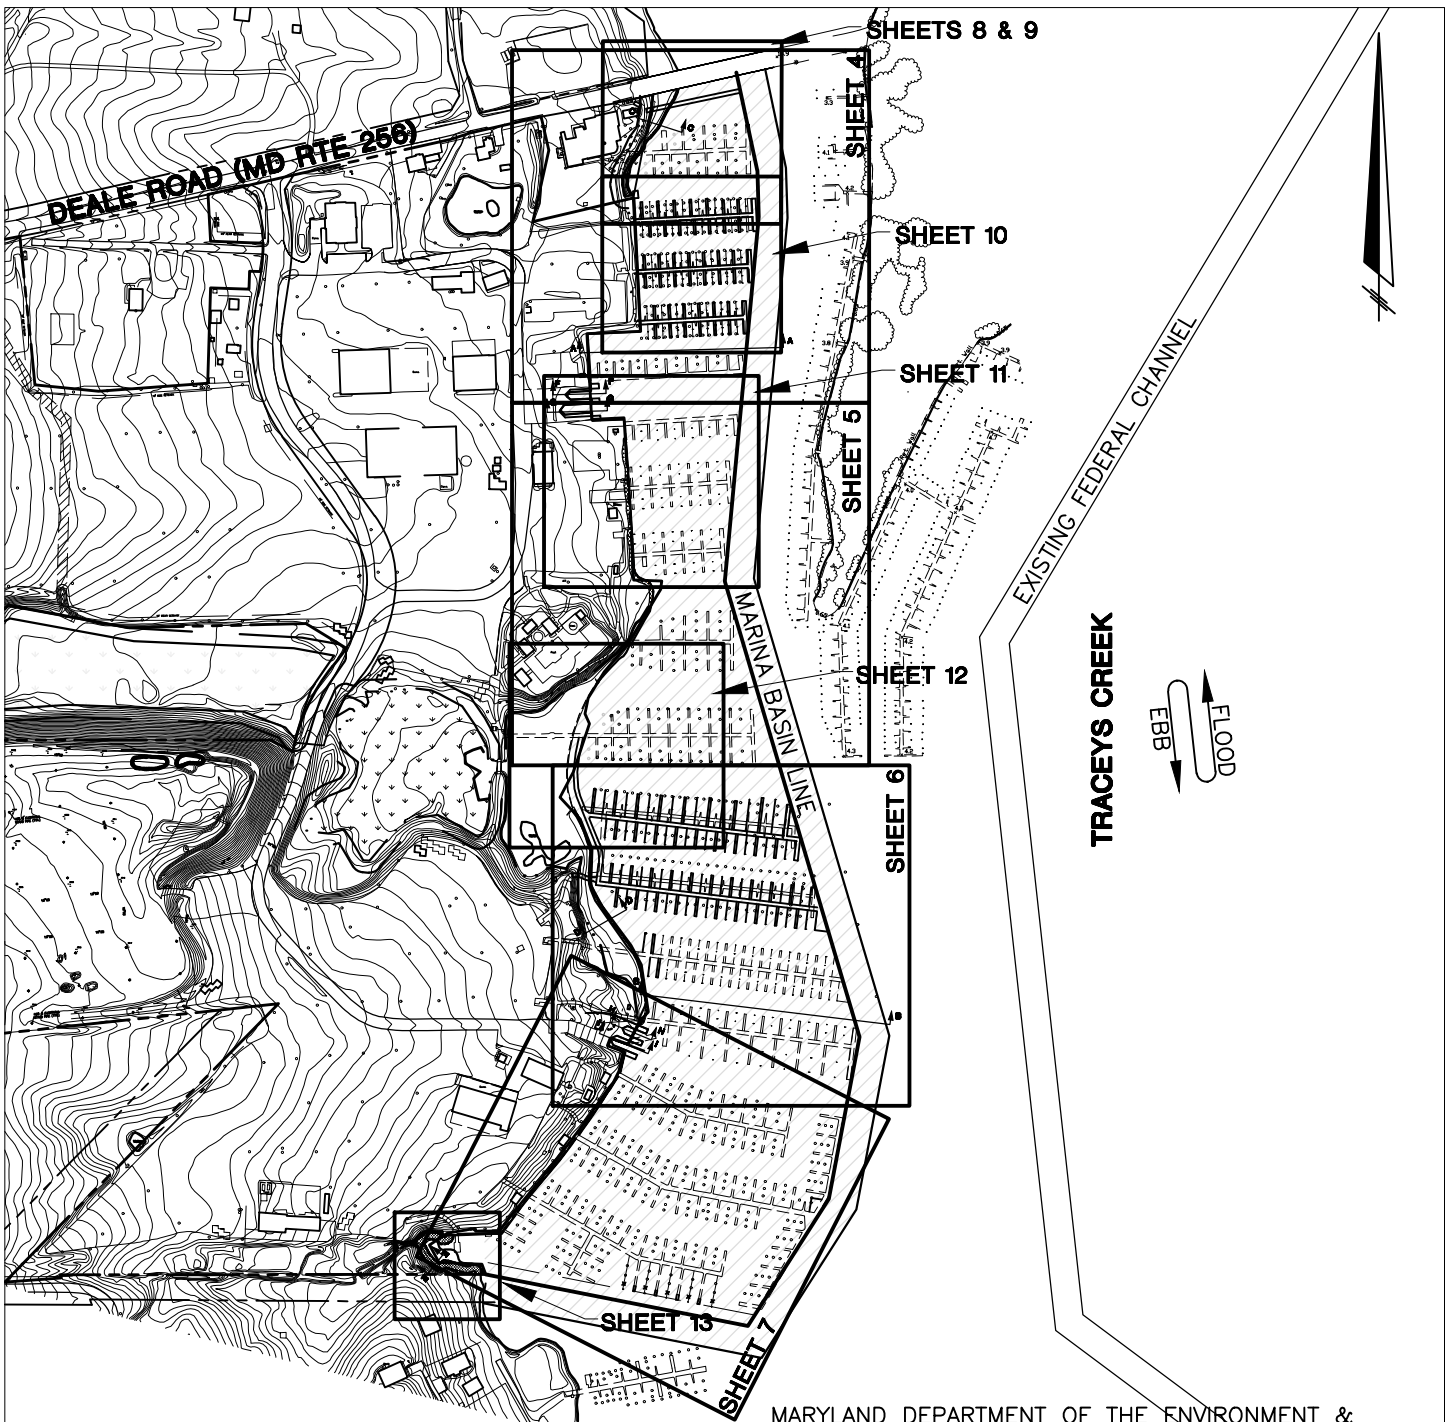 SHEETS 8 & 9
SHEET 4
DEALE ROAD (MD RTE 256)
SHEET 10
SHEET 11
SHEET 5
EXISTING FEDERAL CHANNEL
MARINA BASIN LINE
SHEET 12
TRACEYS CREEK
FLOOD
EBB
SHEET 6
SHEET 13
SHEET 7
MARYLAND DEPARTMENT OF THE ENVIRONMENT &